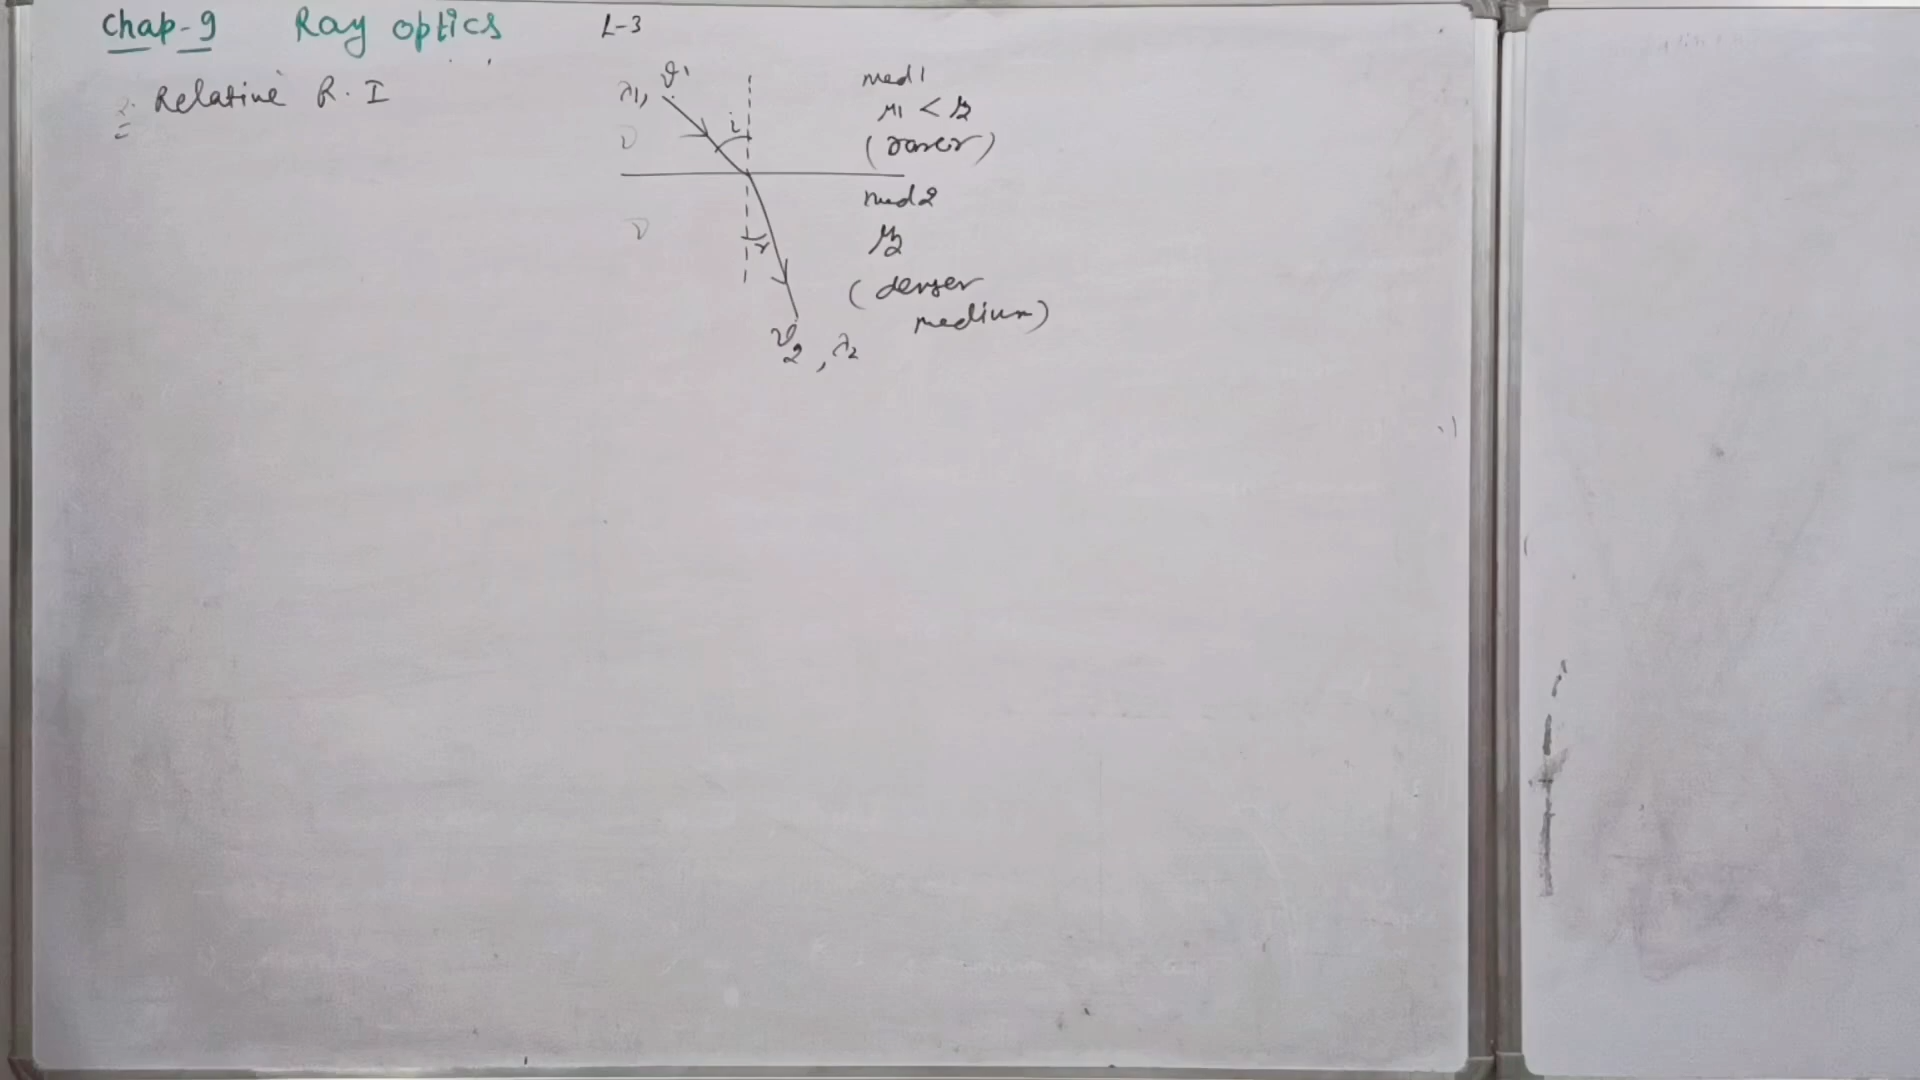 Chap-9 Ray optics L-3
2. Relative R.I
λ1, v1
ν
i
med 1
μ1 < μ2
(rarer)
med 2
ν
r
μ2
(denser
medium)
v2, λ2